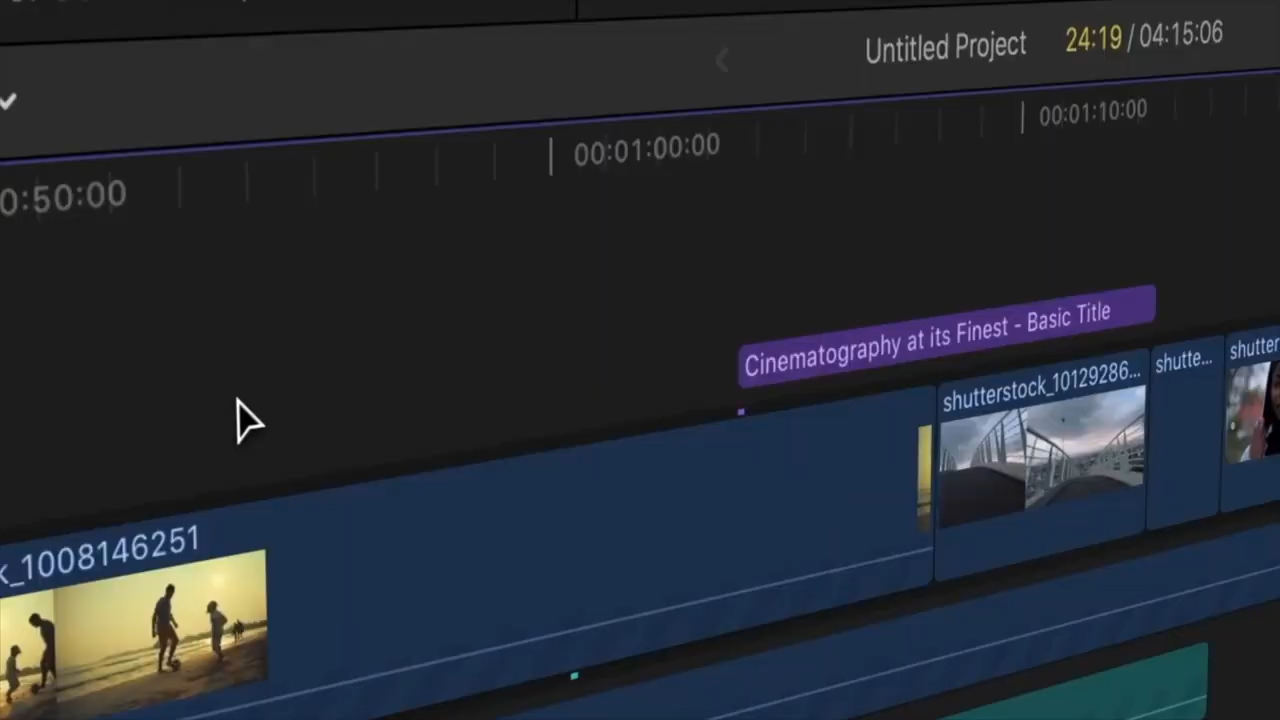 Untitled Project 24:19 / 04:15:06
0:50:00 00:01:00:00 00:01:10:00
Cinematography at its Finest - Basic Title
k_1008146251 shutterstock_10129286... shutte... shutter